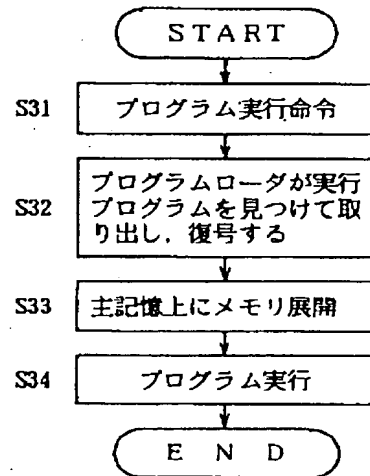 START
S31 プログラム実行命令
S32 プログラムローダが実行
プログラムを見つけて取
り出し，復号する
S33 主記憶上にメモリ展開
S34 プログラム実行
END